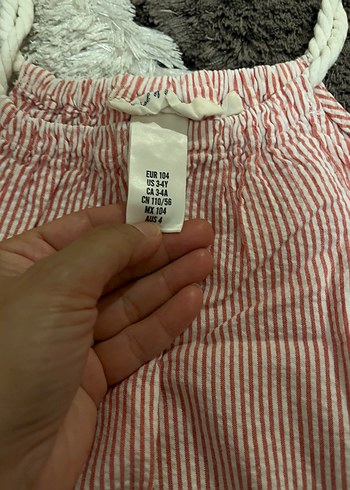 EUR 104
US 3-4Y
CA 3-4A
CN 110/56
MX 104
AUS 4